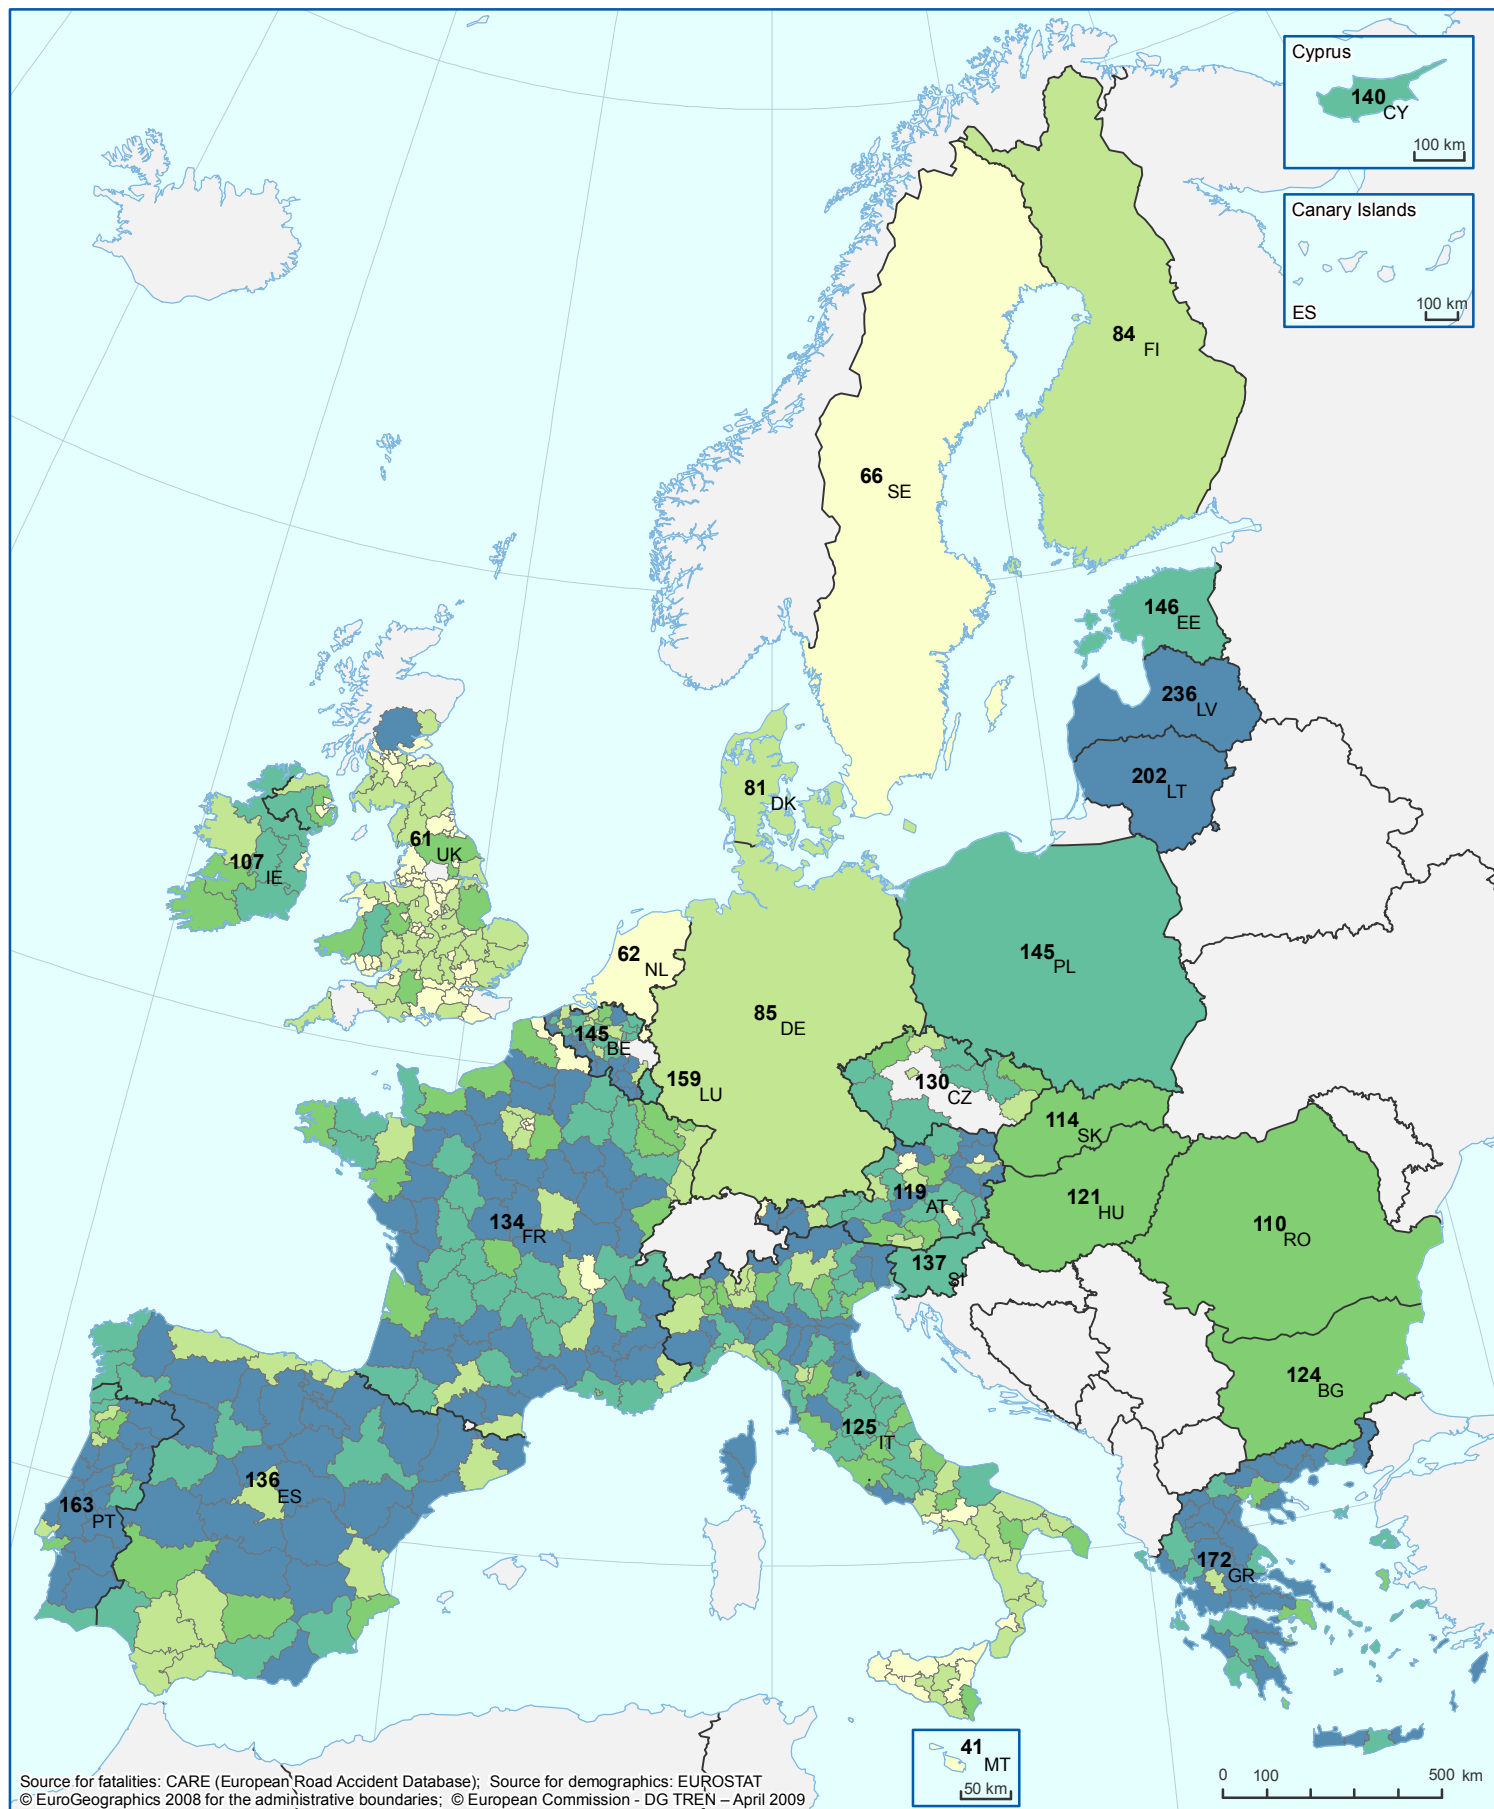 Cyprus
140
CY
100 km
Canary Islands
ES
100 km
84
FI
66
SE
146
EE
236
LV
202
LT
81
DK
61
UK
107
IE
62
NL
145
PL
85
DE
145
BE
159
LU
130
CZ
114
SK
119
AT
121
HU
110
RO
134
FR
137
SI
124
BG
125
IT
136
ES
163
PT
172
GR
41
MT
50 km
0 100 500 km
Source for fatalities: CARE (European Road Accident Database); Source for demographics: EUROSTAT
© EuroGeographics 2008 for the administrative boundaries; © European Commission - DG TREN – April 2009